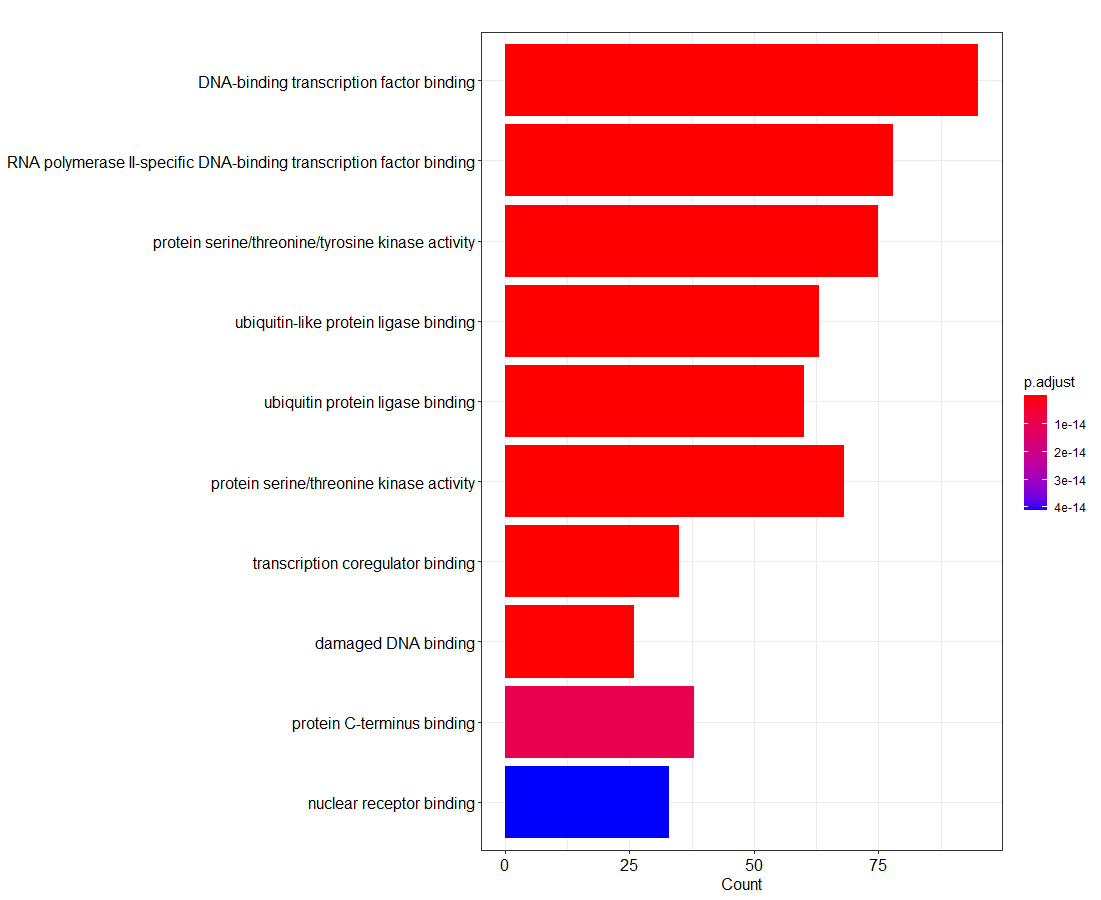 DNA-binding transcription factor binding
RNA polymerase II-specific DNA-binding transcription factor binding
protein serine/threonine/tyrosine kinase activity
ubiquitin-like protein ligase binding
ubiquitin protein ligase binding
protein serine/threonine kinase activity
transcription coregulator binding
damaged DNA binding
protein C-terminus binding
nuclear receptor binding
0 25 50 75
Count
p.adjust
1e-14
2e-14
3e-14
4e-14